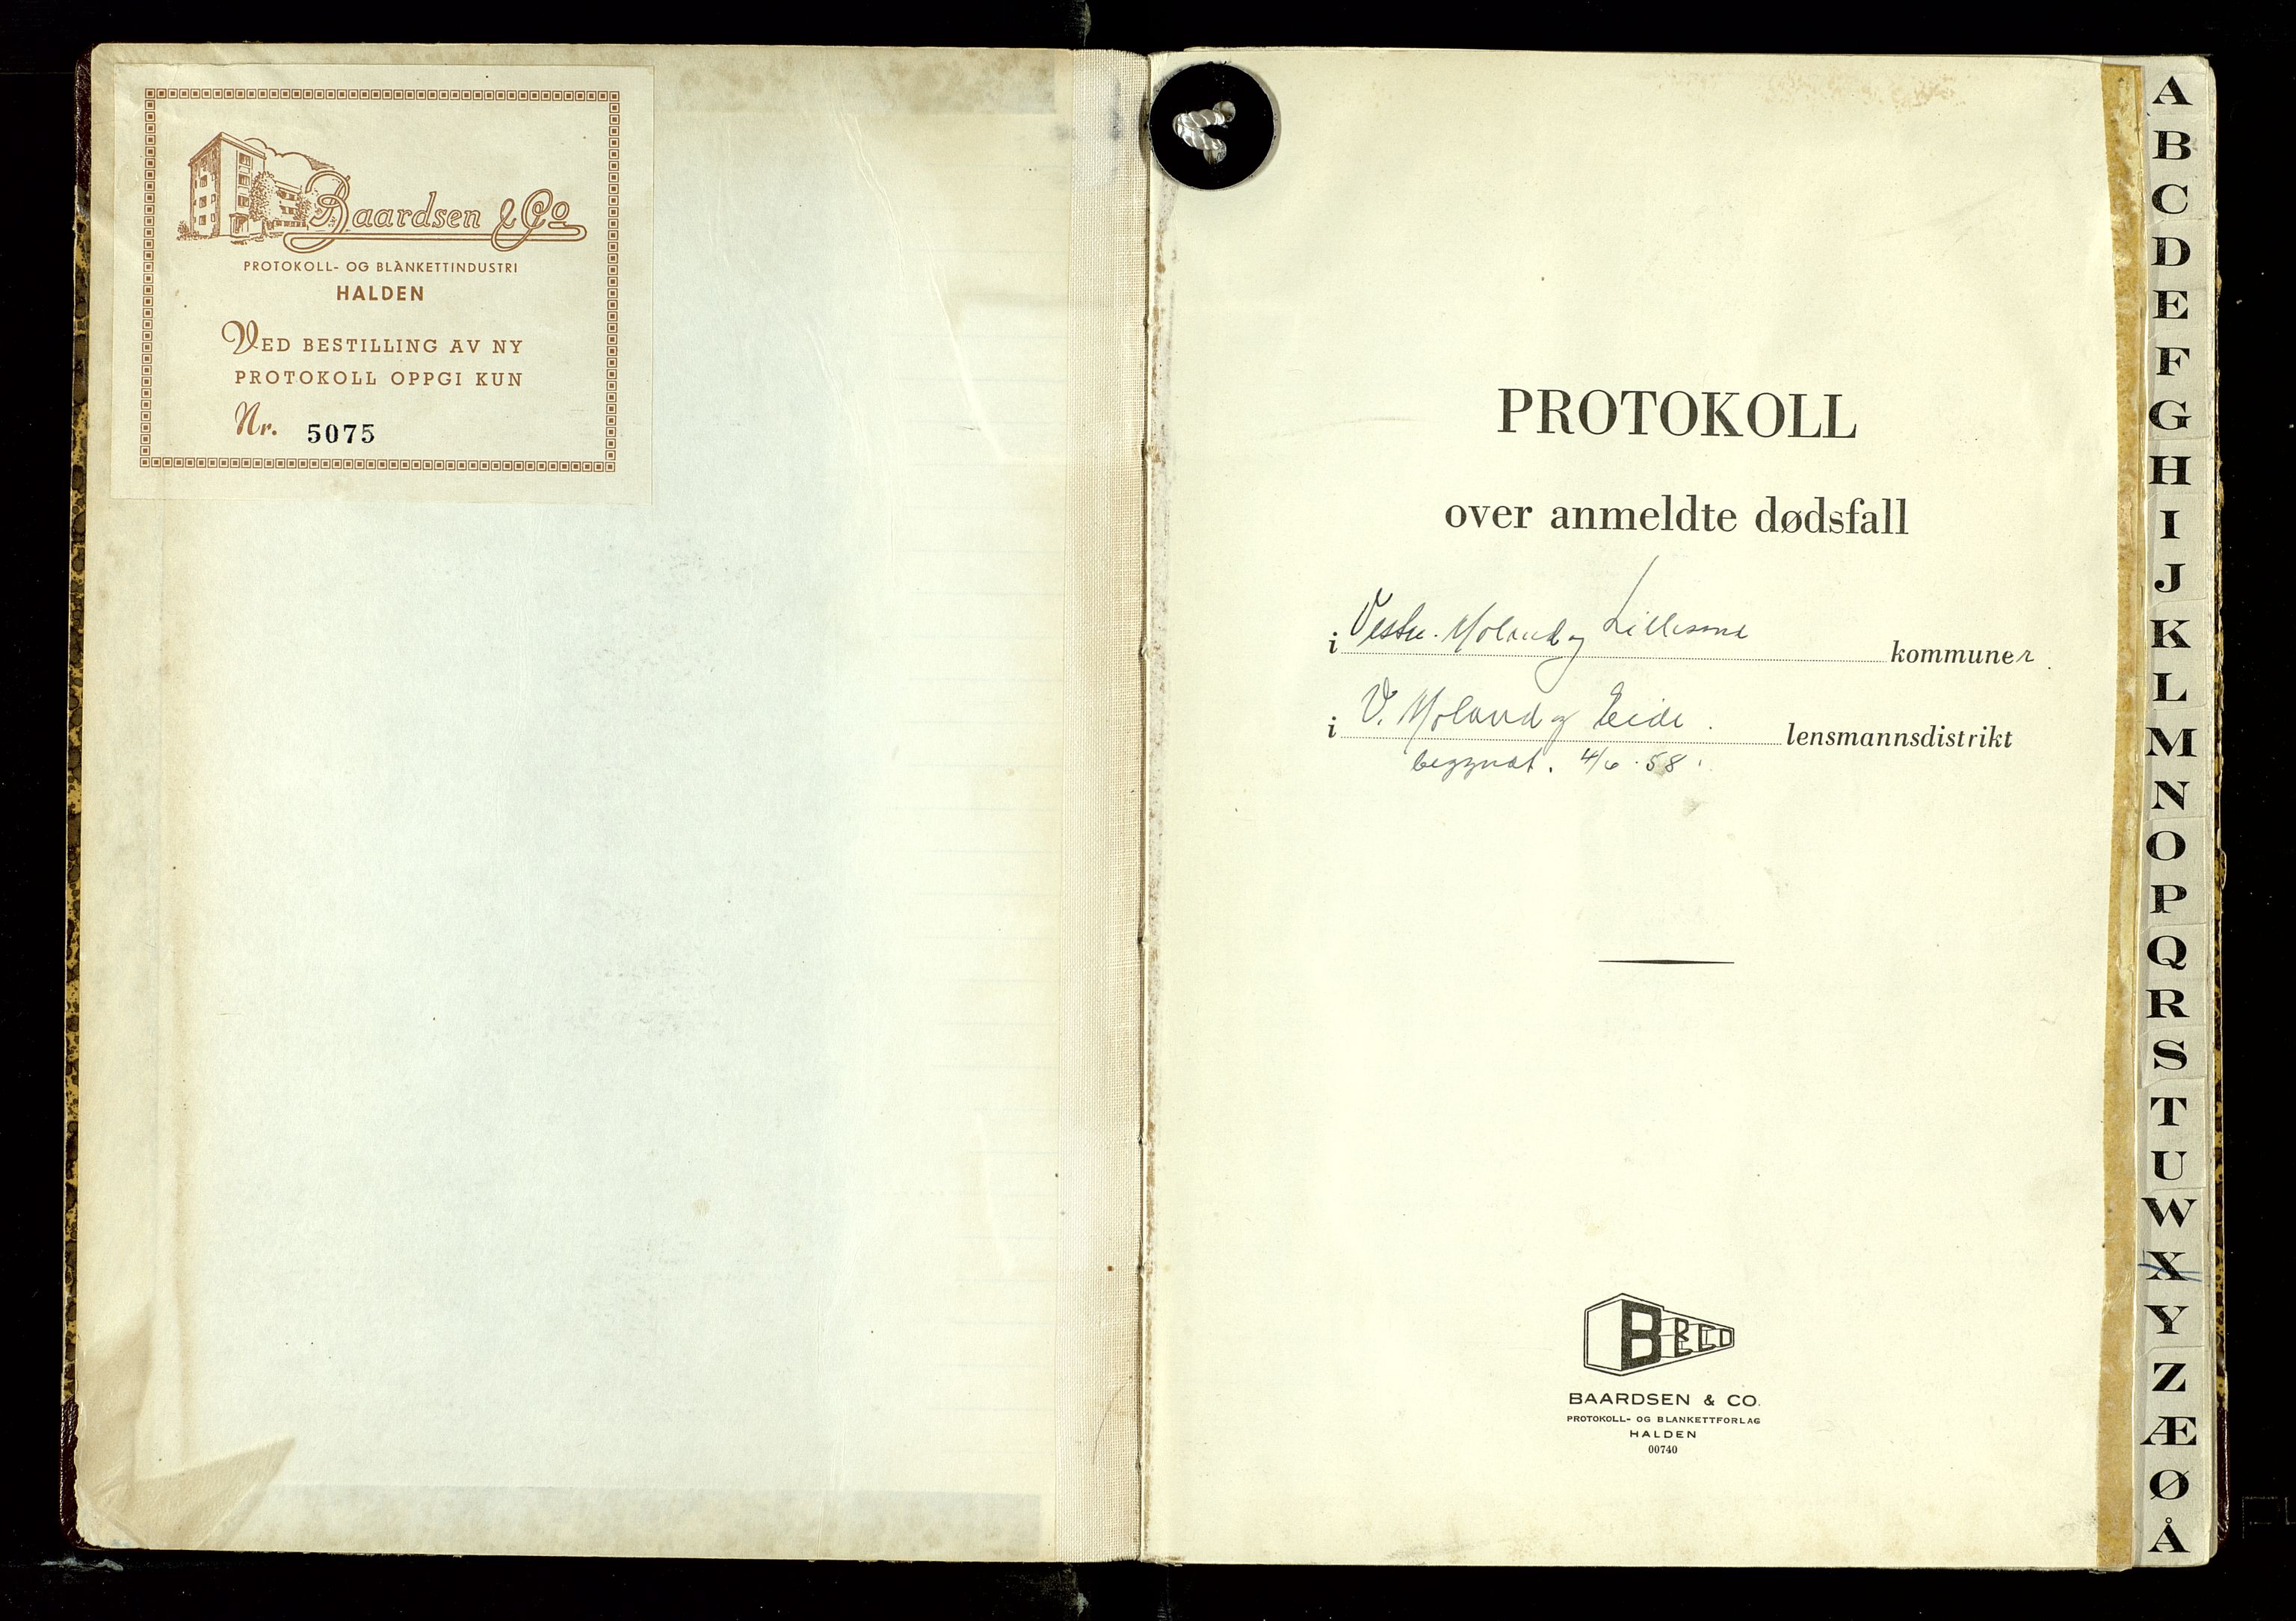 Baardsen & Co
PROTOKOLL- OG BLANKETTINDUSTRI
HALDEN
VED BESTILLING AV NY
PROTOKOLL OPPGI KUN
Nr. 5075
PROTOKOLL
over anmeldte dødsfall
i Vestre Moland og Lillesand kommuner.
i V. Moland og Eide. lensmannsdistrikt
begynt. 4/6.58.
BBCO
BAARDSEN & CO.
PROTOKOLL- OG BLANKETTFORLAG
HALDEN
00740
A
B
C
D
E
F
G
H
I
J
K
L
M
N
O
P
Q
R
S
T
U
W
X
Y
Z
Æ
Ø
Å